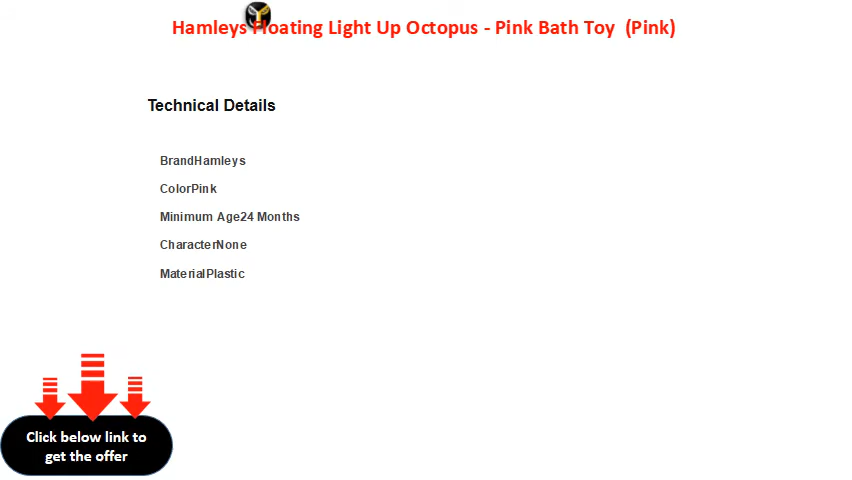 Hamleys Floating Light Up Octopus - Pink Bath Toy (Pink)
Technical Details
BrandHamleys
ColorPink
Minimum Age24 Months
CharacterNone
MaterialPlastic
Click below link to
get the offer